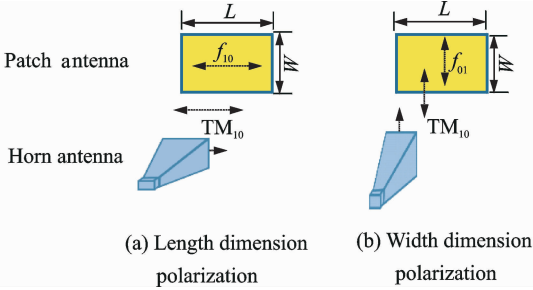 L
L
Patch antenna
f10
W
f01
W
TM10
TM10
Horn antenna
(a) Length dimension
polarization
(b) Width dimension
polarization